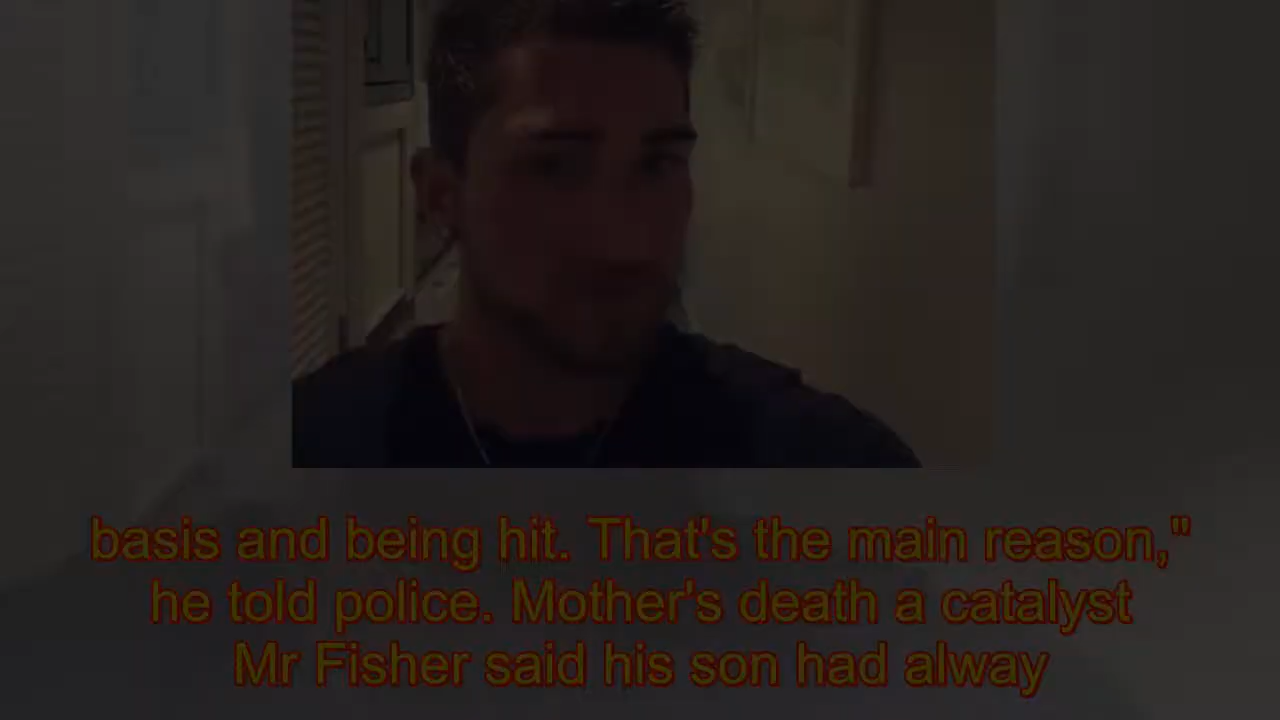 basis and being hit. That's the main reason,"
he told police. Mother's death a catalyst
Mr Fisher said his son had alway